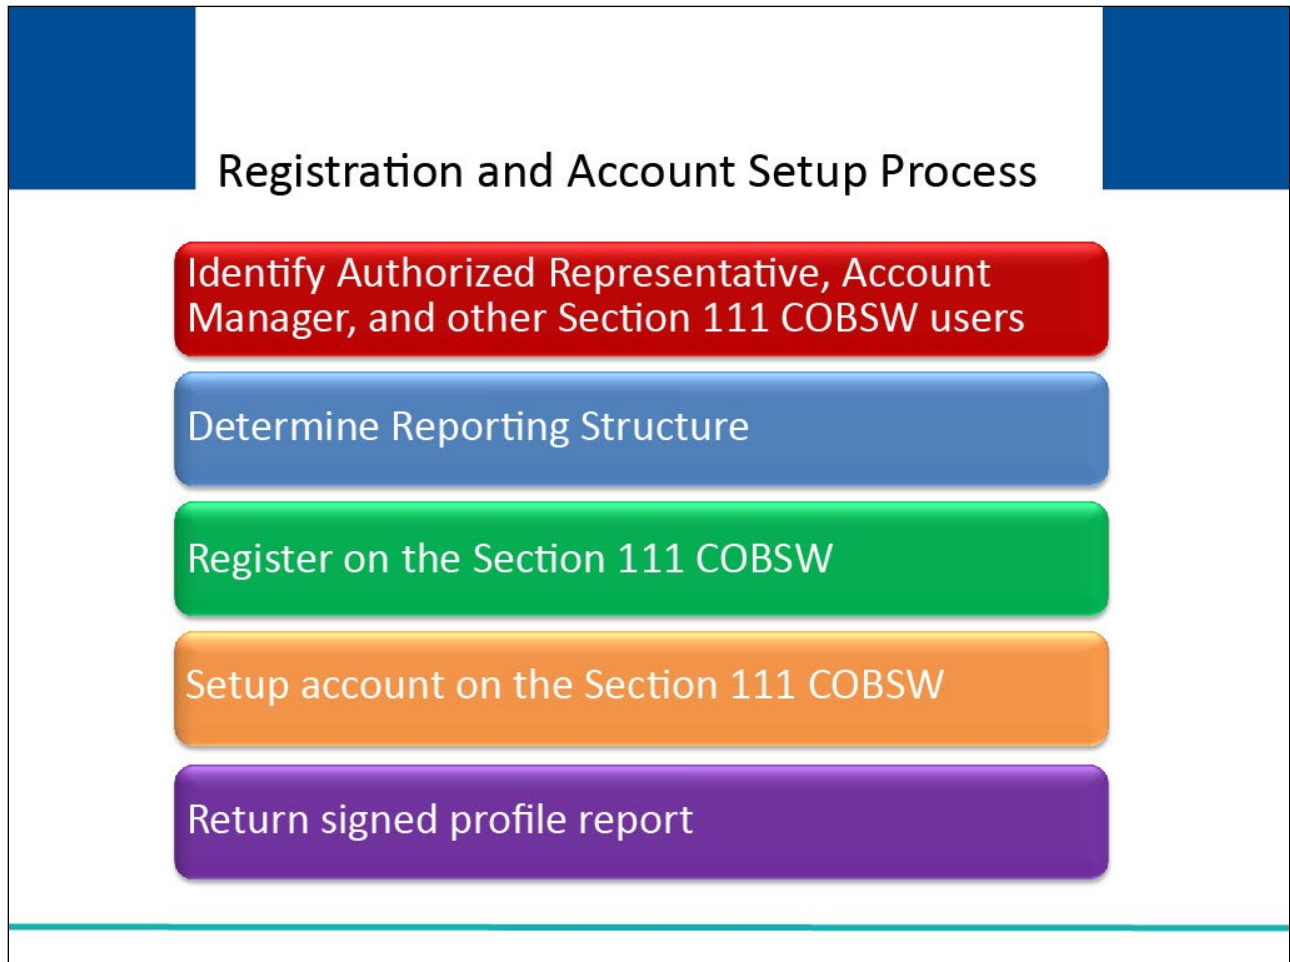 Registration and Account Setup Process
Identify Authorized Representative, Account
Manager, and other Section 111 COBSW users
Determine Reporting Structure
Register on the Section 111 COBSW
Setup account on the Section 111 COBSW
Return signed profile report